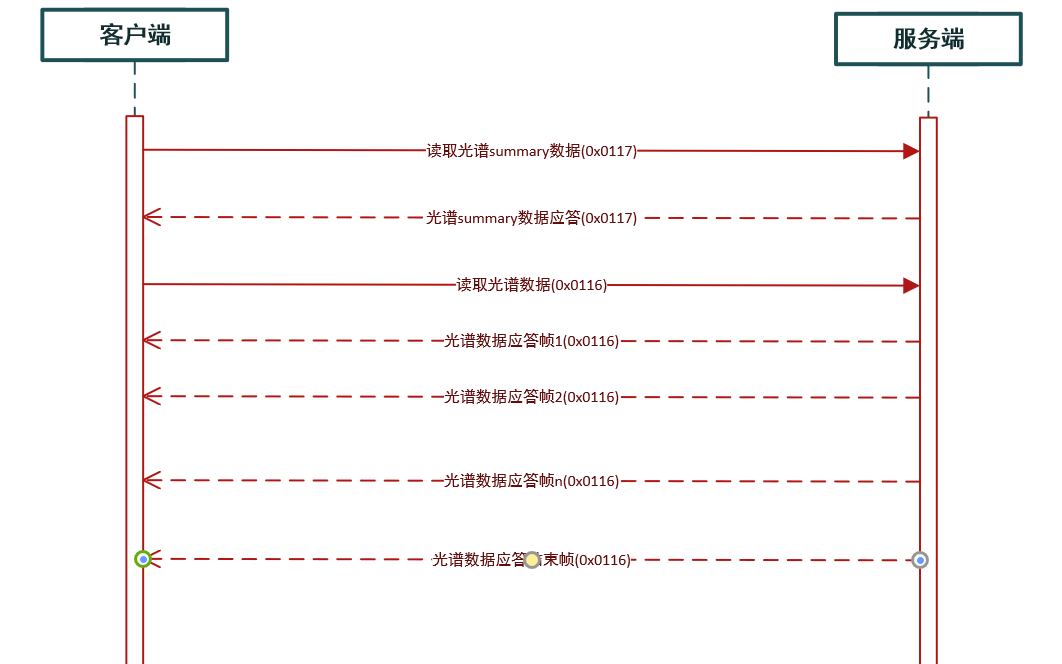 客户端
服务端
读取光谱summary数据(0x0117)
光谱summary数据应答(0x0117)
读取光谱数据(0x0116)
光谱数据应答帧1(0x0116)
光谱数据应答帧2(0x0116)
光谱数据应答帧n(0x0116)
光谱数据应答束帧(0x0116)